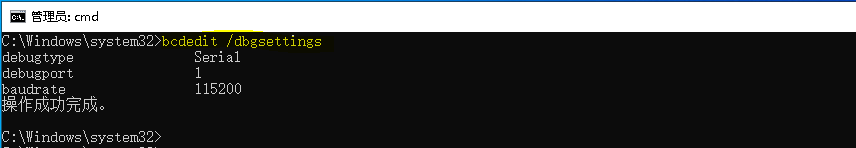 管理员: cmd
C:\Windows\system32>bcdedit /dbgsettings
debugtype Serial
debugport 1
baudrate 115200
操作成功完成。
C:\Windows\system32>